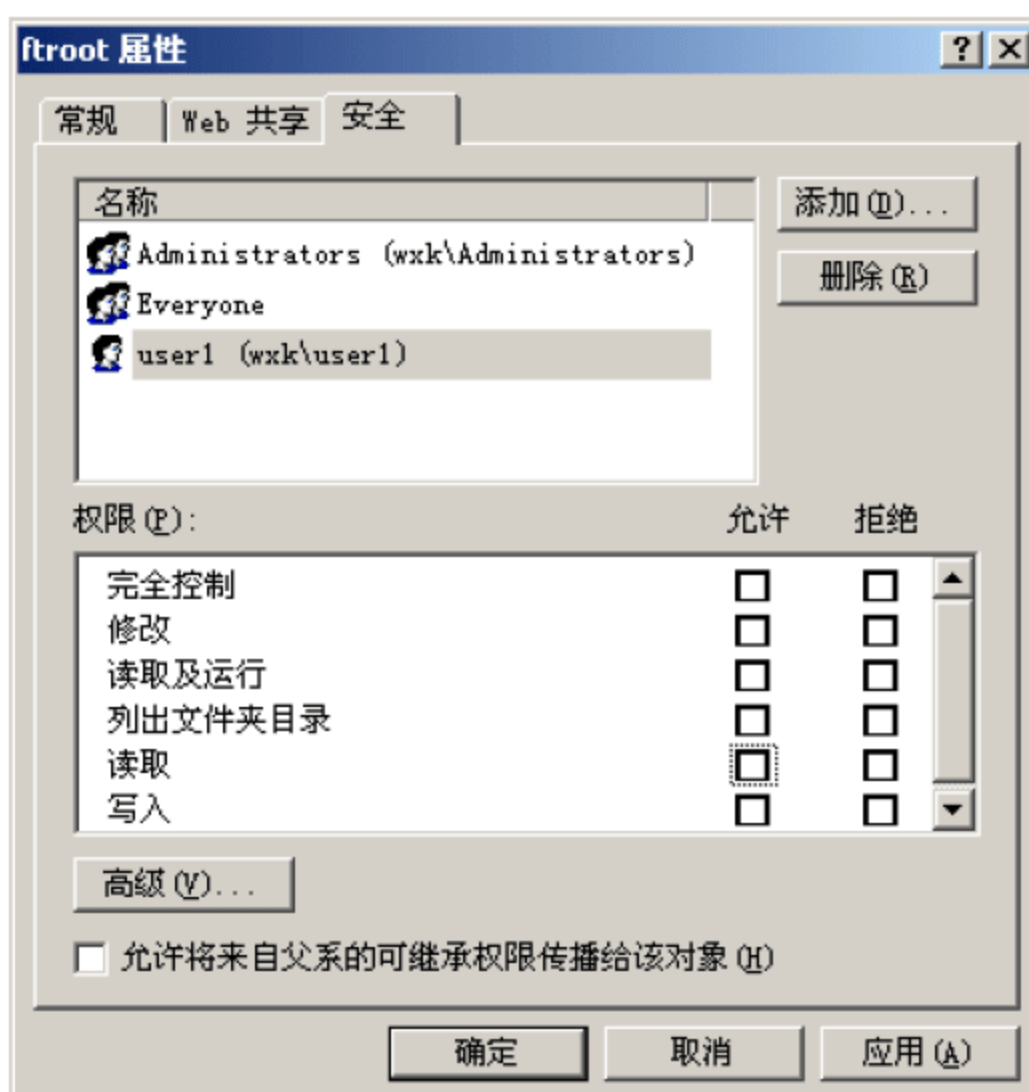 ftroot 属性
常规 Web 共享 安全
名称
添加(D)...
Administrators (wxk\Administrators)
删除(R)
Everyone
user1 (wxk\user1)
权限(P): 允许 拒绝
完全控制
修改
读取及运行
列出文件夹目录
读取
写入
高级(V)...
允许将来自父系的可继承权限传播给该对象(H)
确定 取消 应用(A)